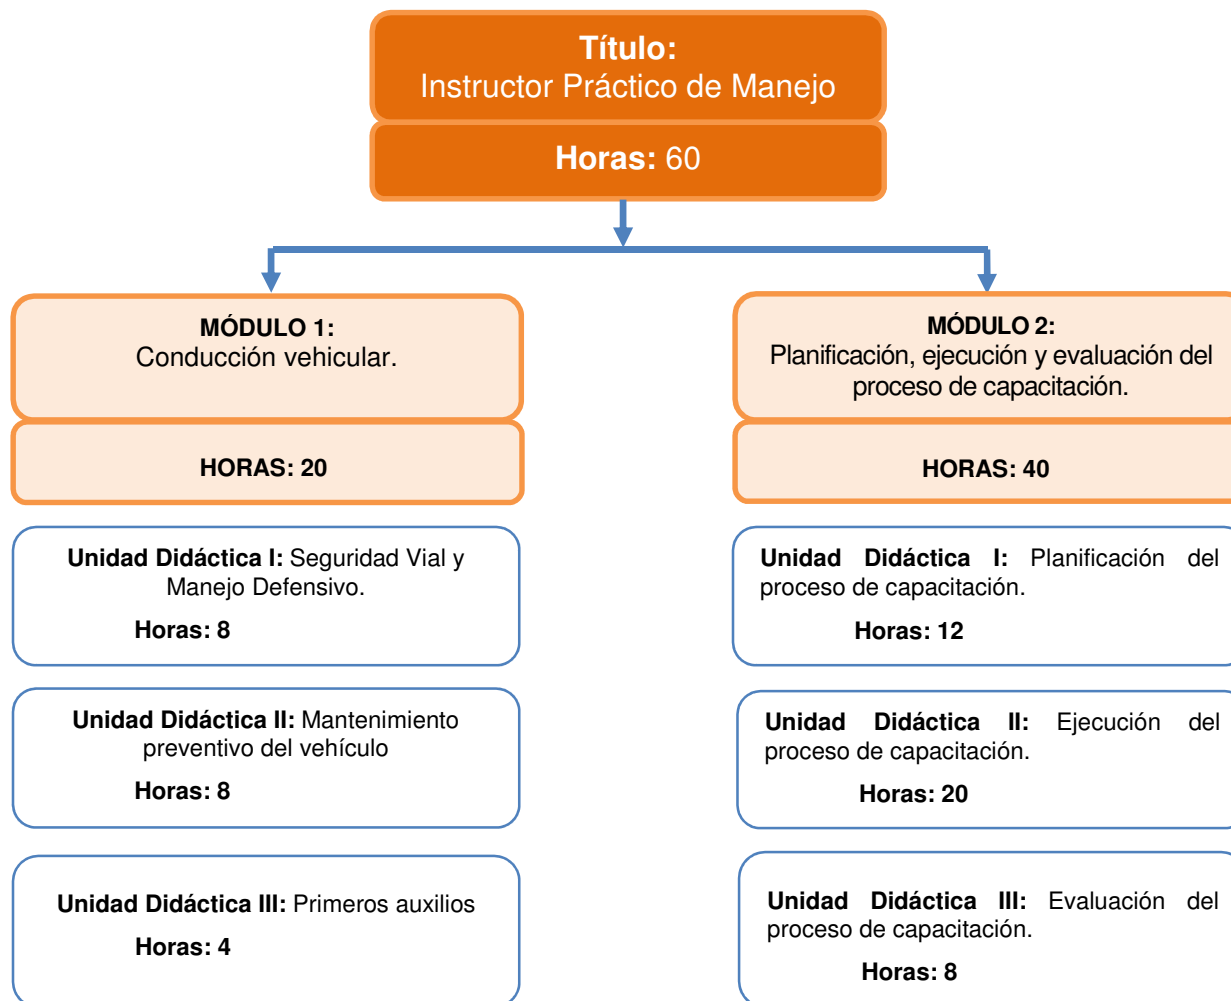 Título:
Instructor Práctico de Manejo
Horas: 60
MÓDULO 1:
Conducción vehicular.
HORAS: 20
Unidad Didáctica I: Seguridad Vial y
Manejo Defensivo.
Horas: 8
Unidad Didáctica II: Mantenimiento
preventivo del vehículo
Horas: 8
Unidad Didáctica III: Primeros auxilios
Horas: 4
MÓDULO 2:
Planificación, ejecución y evaluación del
proceso de capacitación.
HORAS: 40
Unidad Didáctica I: Planificación del
proceso de capacitación.
Horas: 12
Unidad Didáctica II: Ejecución del
proceso de capacitación.
Horas: 20
Unidad Didáctica III: Evaluación del
proceso de capacitación.
Horas: 8